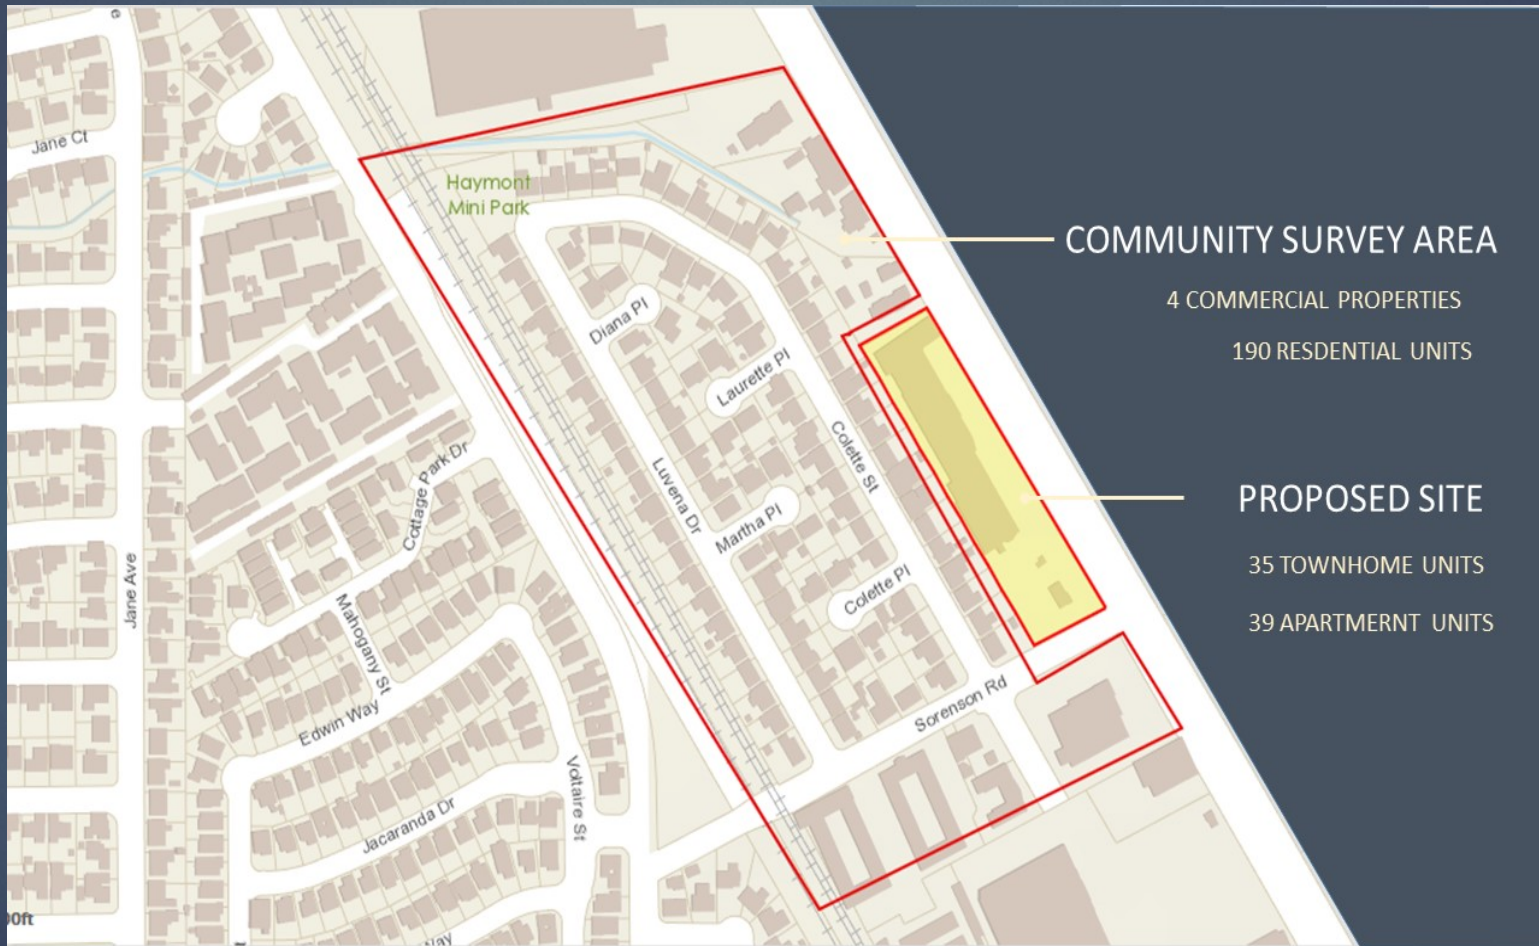 Jane Ct
Haymont
Mini Park
Diana Pl
Laurette Pl
Colette St
Luvena Dr
Martha Pl
Colette Pl
Cottage Park Dr
Jane Ave
Mahogany St
Edwin Way
Sorenson Rd
Voltaire St
Jacaranda Dr
00ft
Way
COMMUNITY SURVEY AREA
4 COMMERCIAL PROPERTIES
190 RESDENTIAL UNITS
PROPOSED SITE
35 TOWNHOME UNITS
39 APARTMERNT UNITS